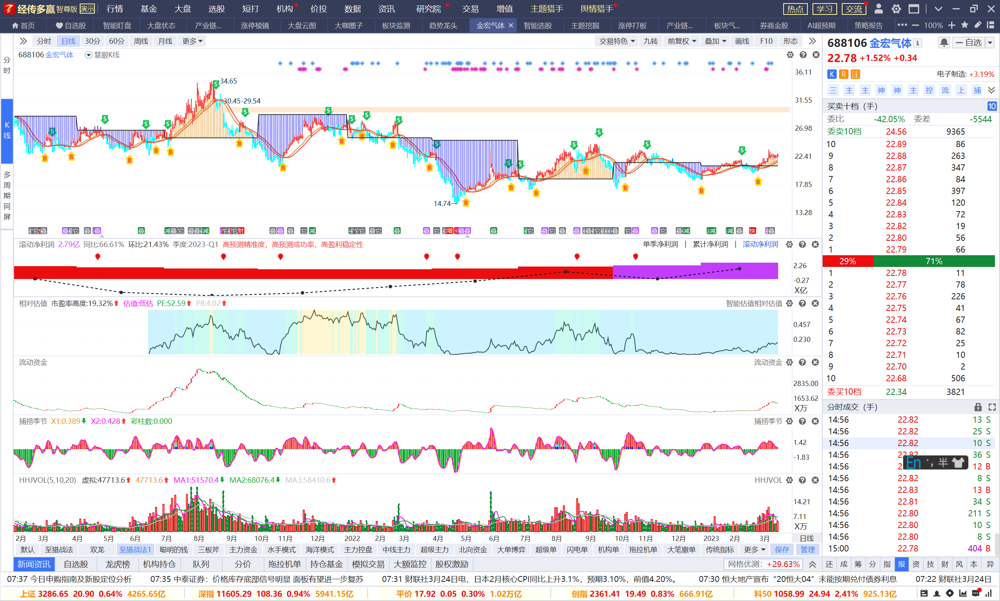 经传多赢 智尊版 演示 行情 基金 大盘 选股 短打 机构 价投 数据 资讯 研究院 交易 增值 主题猎手 舆情猎手 热点 学习 交流
首页 自选股 智能盯盘 大盘状态 产业链... 涨停棱镜 大盘云图 大咖圈子 板块监测 趋势龙头 金宏气体 智能选股 主题挖掘 涨停打板 产业链... 板块气... 券商金股 AI超预期 策略报告 100%
分时 日线 30分 60分 周线 月线 更多 交易特色 九转 前复权 叠加 画线 F10 形态
分时
K线
多周期同屏
688106 金宏气体 慧眼K线
34.65
30.45-29.54
14.74
36.11
31.55
26.98
22.41
17.85
13.28
滚动净利润 2.79亿 同比:66.61% 环比:21.43% 季度:2023-Q1 高预测精准度，高预测成功率，高盈利稳定性 单季净利润 累计净利润 滚动净利润
2.26
-0.27
X亿
相对估值 市盈率高度:19.32% 估值:低估 PE:52.59 PB:4.02 智能估值相对估值
0.457
0.230
流动资金 流动资金
2835.00
1653.62
X万
捕捞季节 X1:0.389 X2:0.428 彩柱数:0.000 捕捞季节
1.42
-1.83
HHJVOL(5,10,20) 虚拟:47713.6 47713.6 MA1:51570.4 MA2:68076.4 MA3:58410.6 HHJVOL
14.21
7.11
X万
2月 3月 4月 5月 6月 7月 8月 9月 10月 11月 12月 2022 2月 3月 4月 5月 6月 7月 8月 9月 10月 11月 12月 2023 2月 3月 日线
默认 至猎战法 双龙 至猎战法1 聪明的钱 三板斧 主力资金 水手模式 海洋模式 主力控盘 中线主力 超级主力 北向资金 大单博弈 超级单 闪电单 机构单 拖拉机单 大笔撤单 传统指标 更多 保存 管理
新闻资讯 自选股 龙虎榜 机构持仓 队列 分价 拖拉机单 持仓基金 模拟交易 大额监控 股权激励 网格优测: +29.63%
688106 金宏气体 自选
22.78 +1.52% +0.34
K R 注 电子制造: +3.19%
三 主 主 神 神 主 控 流 上 捕
买卖十档（手） 10
委比 -42.05% 委差 -5544
委卖10档 24.56 9365
10 22.89 86
9 22.88 263
8 22.87 347
7 22.86 84
6 22.85 397
5 22.84 120
4 22.83 72
3 22.82 19
2 22.80 56
1 22.79 66
29% 71%
1 22.78 11
2 22.77 78
3 22.76 226
4 22.75 41
5 22.74 67
6 22.73 82
7 22.72 25
8 22.71 10
9 22.70 2
10 22.68 506
委买10档 22.34 3821
分时成交（手）
14:56 22.82 13 S
14:56 22.82 25 S
14:56 22.82 10 S
14:56 22.82 36 S
14:56 12 B
En 半
14:56 22.82 8 S
14:56 22.83 13 B
14:56 22.81 34 S
14:56 22.80 211 S
14:56 22.80 10 S
14:56 22.80 8 S
15:00 22.78 404 B
还 成 筹 分 指 报 资 技 财 风 本 异
07:37 今日申购指南及新股定位分析 07:35 中泰证券：价格库存底部信号明显 面板有望进一步复苏 07:31 财联社3月24日电，日本2月核心CPI同比上升3.1%，预期3.10%，前值4.20%。 07:30 恒大地产宣布“20恒大04”未能按期兑付债券利息 07:22 财联社3月24日
上证 3286.65 20.90 0.64% 4265.65亿 深指 11605.29 108.36 0.94% 5941.15亿 平价 17.92 0.05 0.30% 1.02万亿 创指 2361.41 19.49 0.83% 666.91亿 科50 1058.99 24.94 2.41% 925.13亿